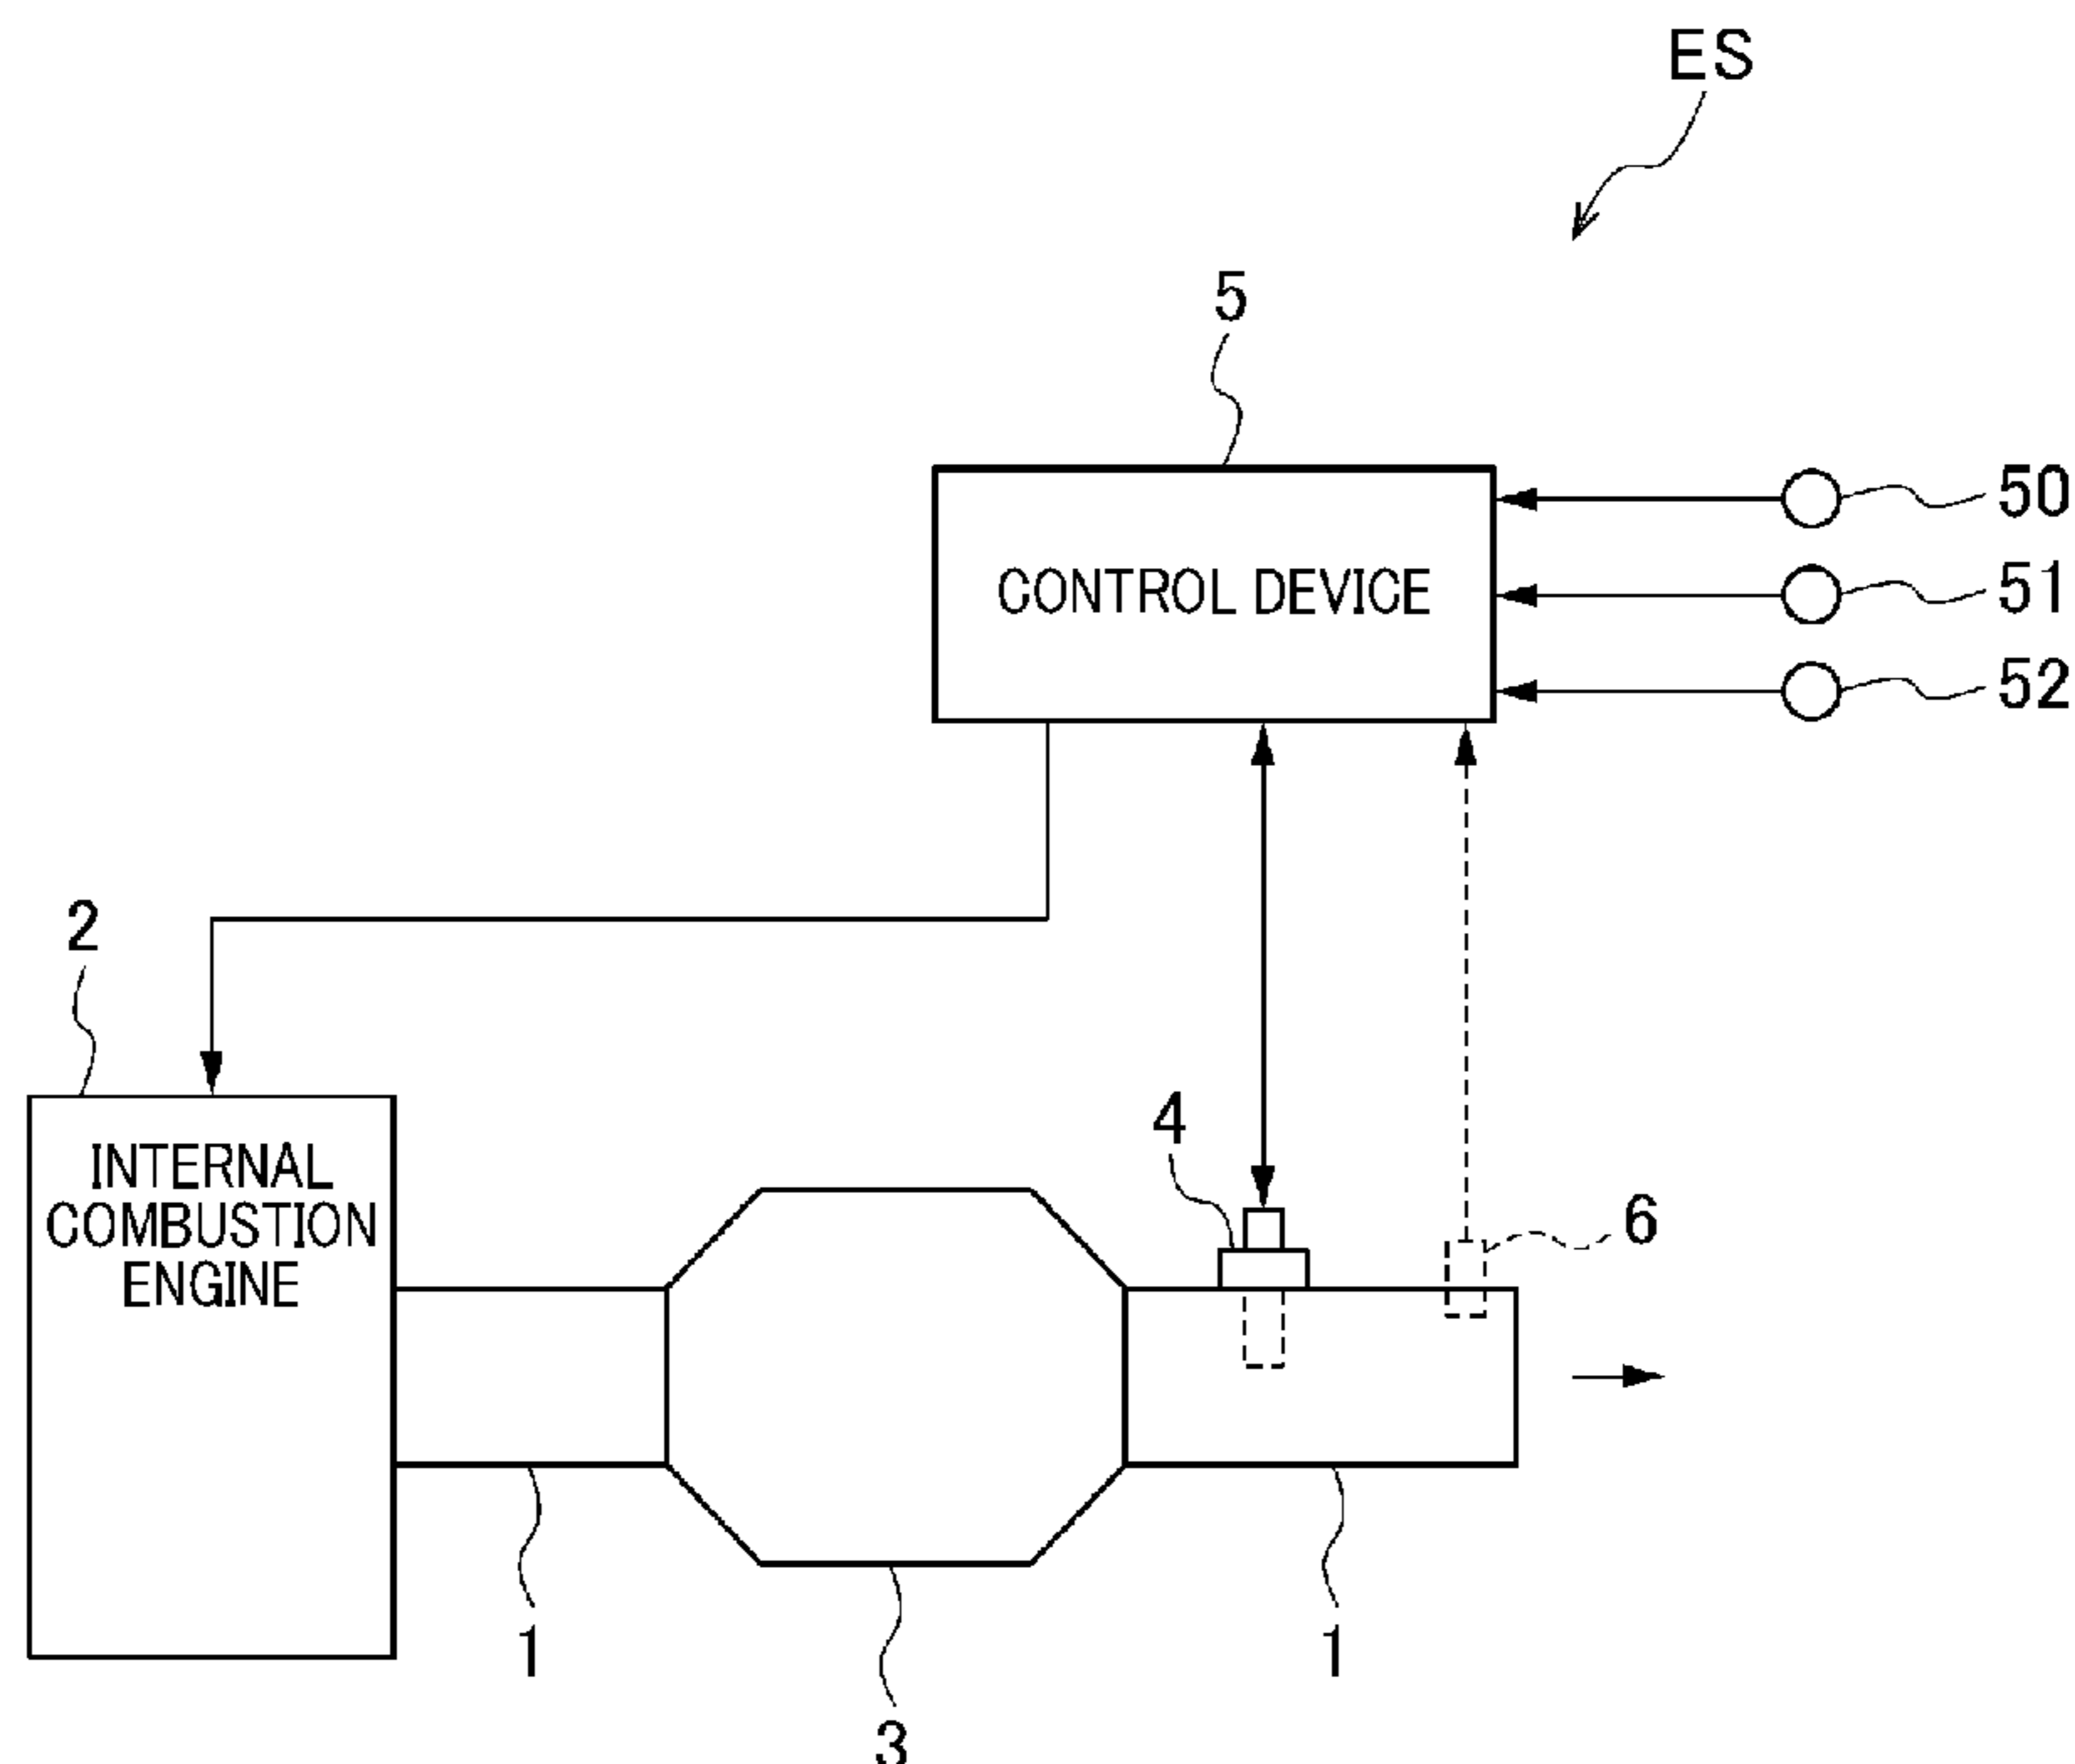 ES
5
50
CONTROL DEVICE
51
52
2
4
INTERNAL
COMBUSTION
ENGINE
6
1
1
3